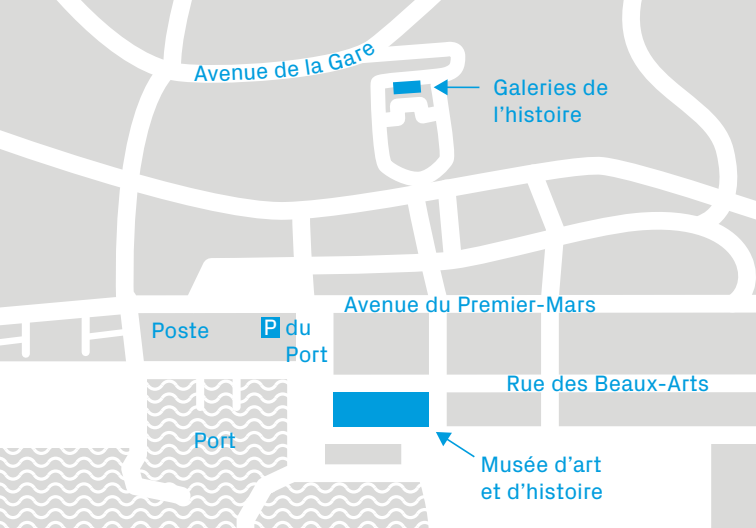 Avenue de la Gare
Galeries de
l’histoire
Avenue du Premier-Mars
Poste
P du
Port
Rue des Beaux-Arts
Port
Musée d’art
et d’histoire